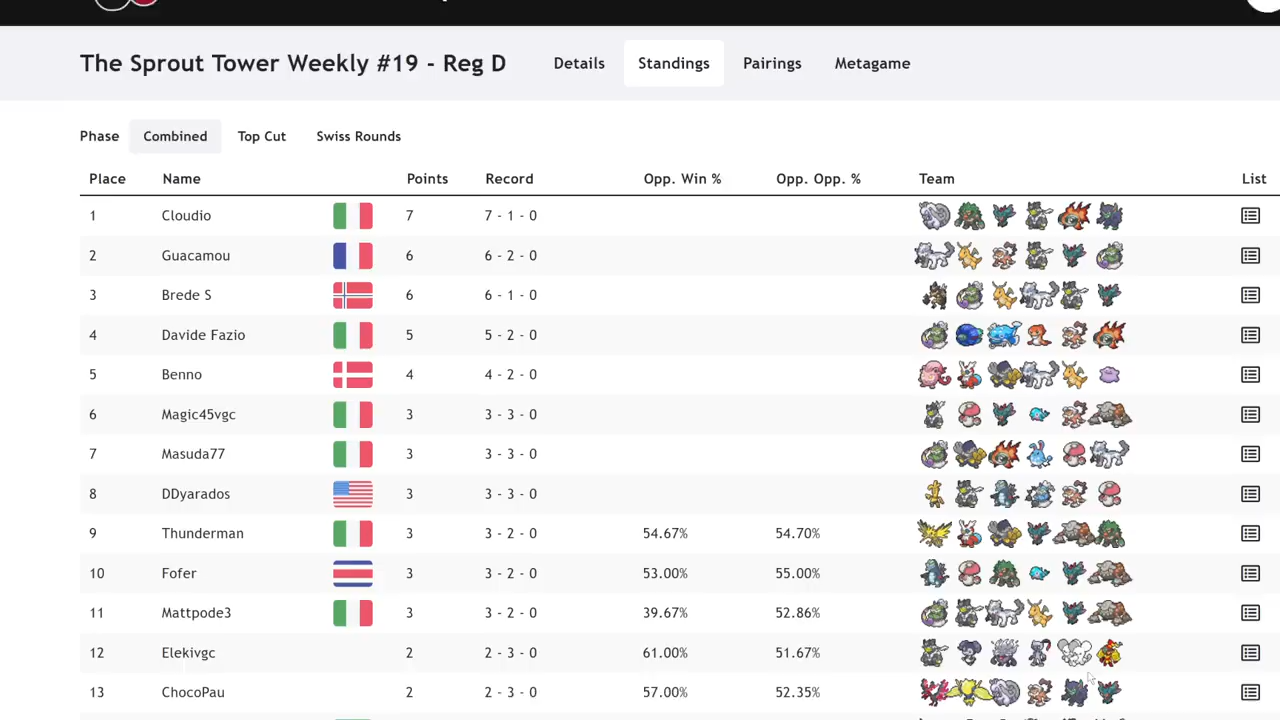 The Sprout Tower Weekly #19 - Reg D Details Standings Pairings Metagame
Phase Combined Top Cut Swiss Rounds
Place Name Points Record Opp. Win % Opp. Opp. % Team List
1 Cloudio 7 7 - 1 - 0
2 Guacamou 6 6 - 2 - 0
3 Brede S 6 6 - 1 - 0
4 Davide Fazio 5 5 - 2 - 0
5 Benno 4 4 - 2 - 0
6 Magic45vgc 3 3 - 3 - 0
7 Masuda77 3 3 - 3 - 0
8 DDyarados 3 3 - 3 - 0
9 Thunderman 3 3 - 2 - 0 54.67% 54.70%
10 Fofer 3 3 - 2 - 0 53.00% 55.00%
11 Mattpode3 3 3 - 2 - 0 39.67% 52.86%
12 Elekivgc 2 2 - 3 - 0 61.00% 51.67%
13 ChocoPau 2 2 - 3 - 0 57.00% 52.35%